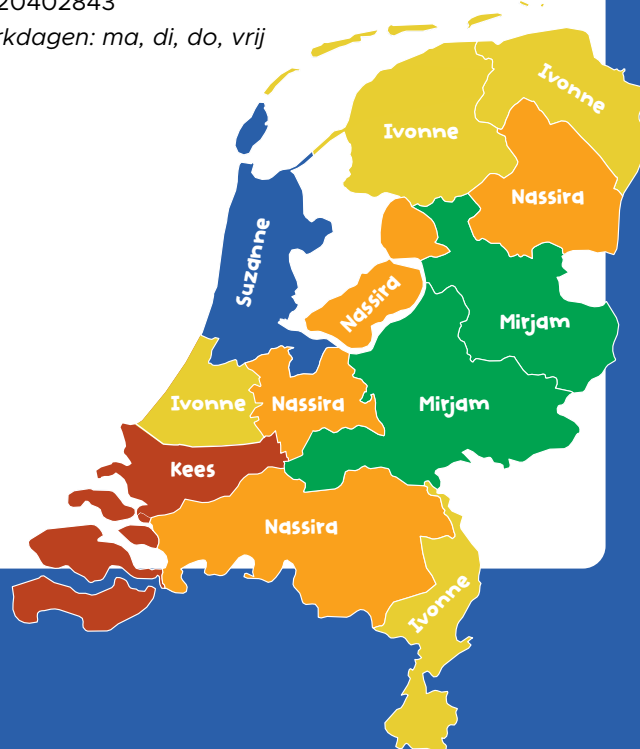 20402843
rkdagen: ma, di, do, vrij
Ivonne
Ivonne
Nassira
Suzanne
Nassira
Mirjam
Ivonne
Nassira
Mirjam
Kees
Nassira
Ivonne